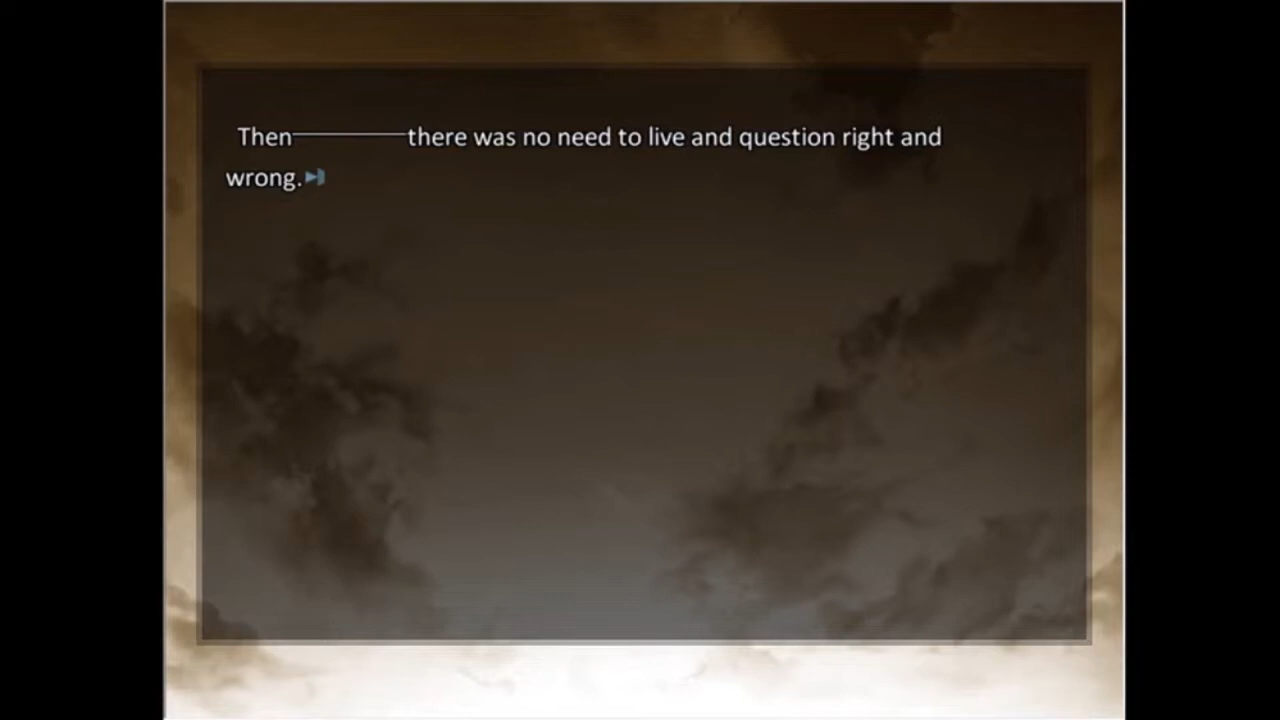 Then————there was no need to live and question right and
wrong.